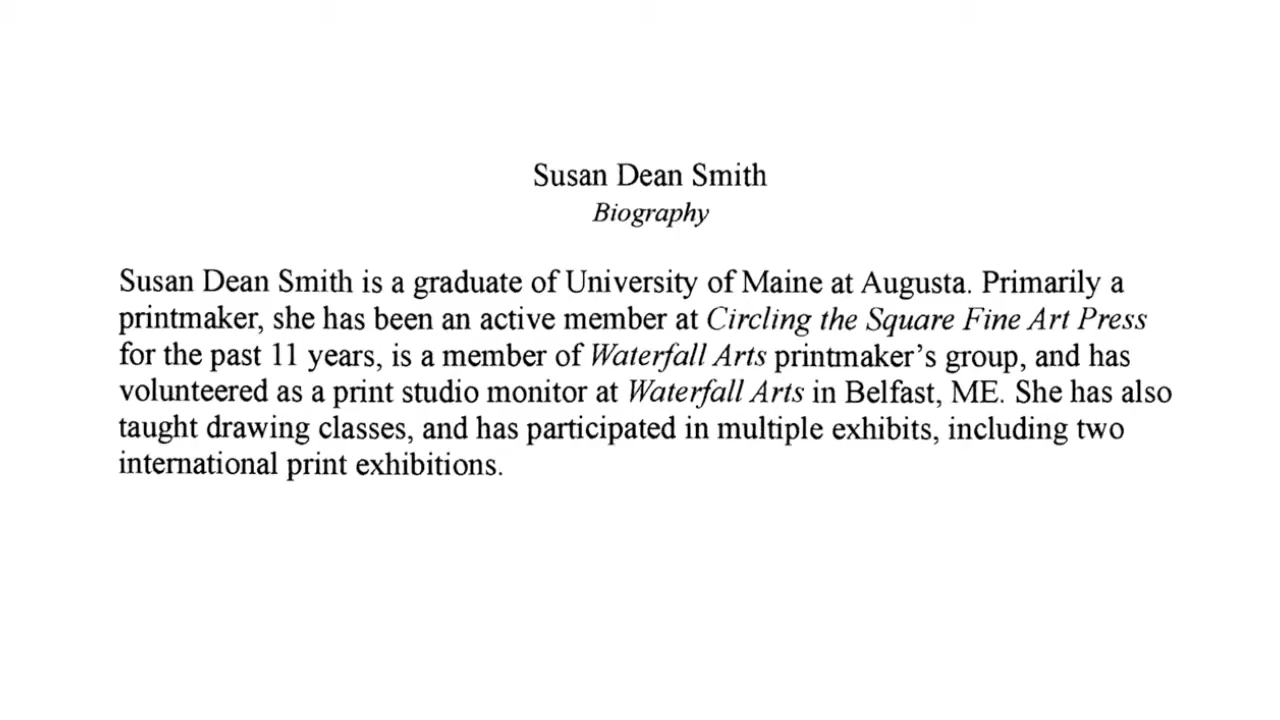 Susan Dean Smith
Biography
Susan Dean Smith is a graduate of University of Maine at Augusta. Primarily a
printmaker, she has been an active member at Circling the Square Fine Art Press
for the past 11 years, is a member of Waterfall Arts printmaker’s group, and has
volunteered as a print studio monitor at Waterfall Arts in Belfast, ME. She has also
taught drawing classes, and has participated in multiple exhibits, including two
international print exhibitions.